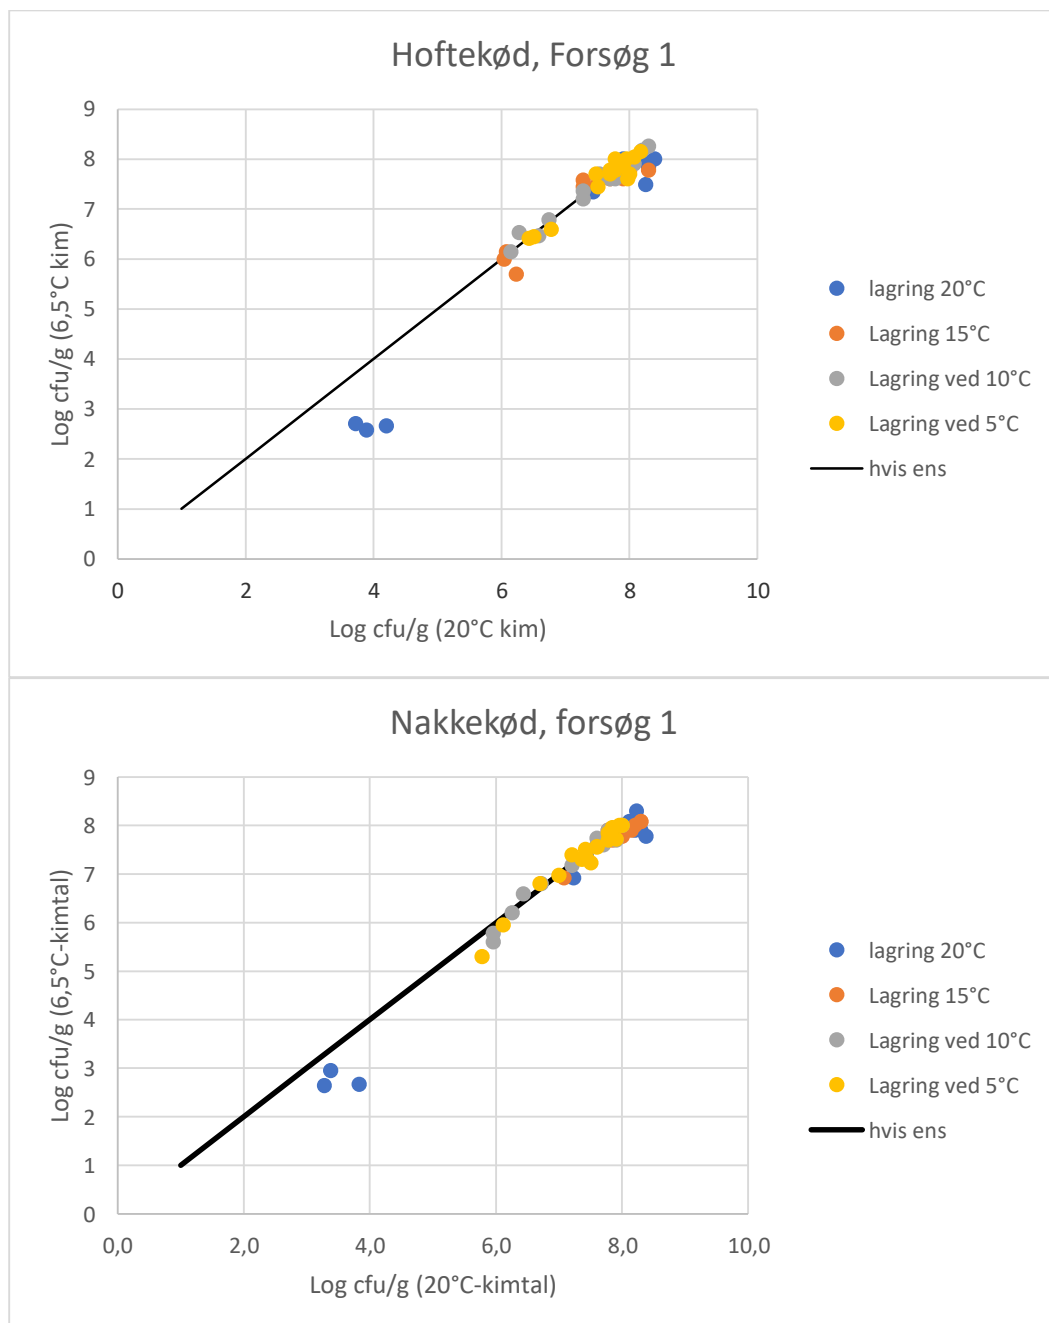 Hoftekød, Forsøg 1
Log cfu/g (6,5°C kim)
9
8
7
6
5
4
3
2
1
0
0 2 4 6 8 10
Log cfu/g (20°C kim)
lagring 20°C
Lagring 15°C
Lagring ved 10°C
Lagring ved 5°C
hvis ens
Nakkekød, forsøg 1
Log cfu/g (6,5°C-kimtal)
9
8
7
6
5
4
3
2
1
0
0,0 2,0 4,0 6,0 8,0 10,0
Log cfu/g (20°C-kimtal)
lagring 20°C
Lagring 15°C
Lagring ved 10°C
Lagring ved 5°C
hvis ens